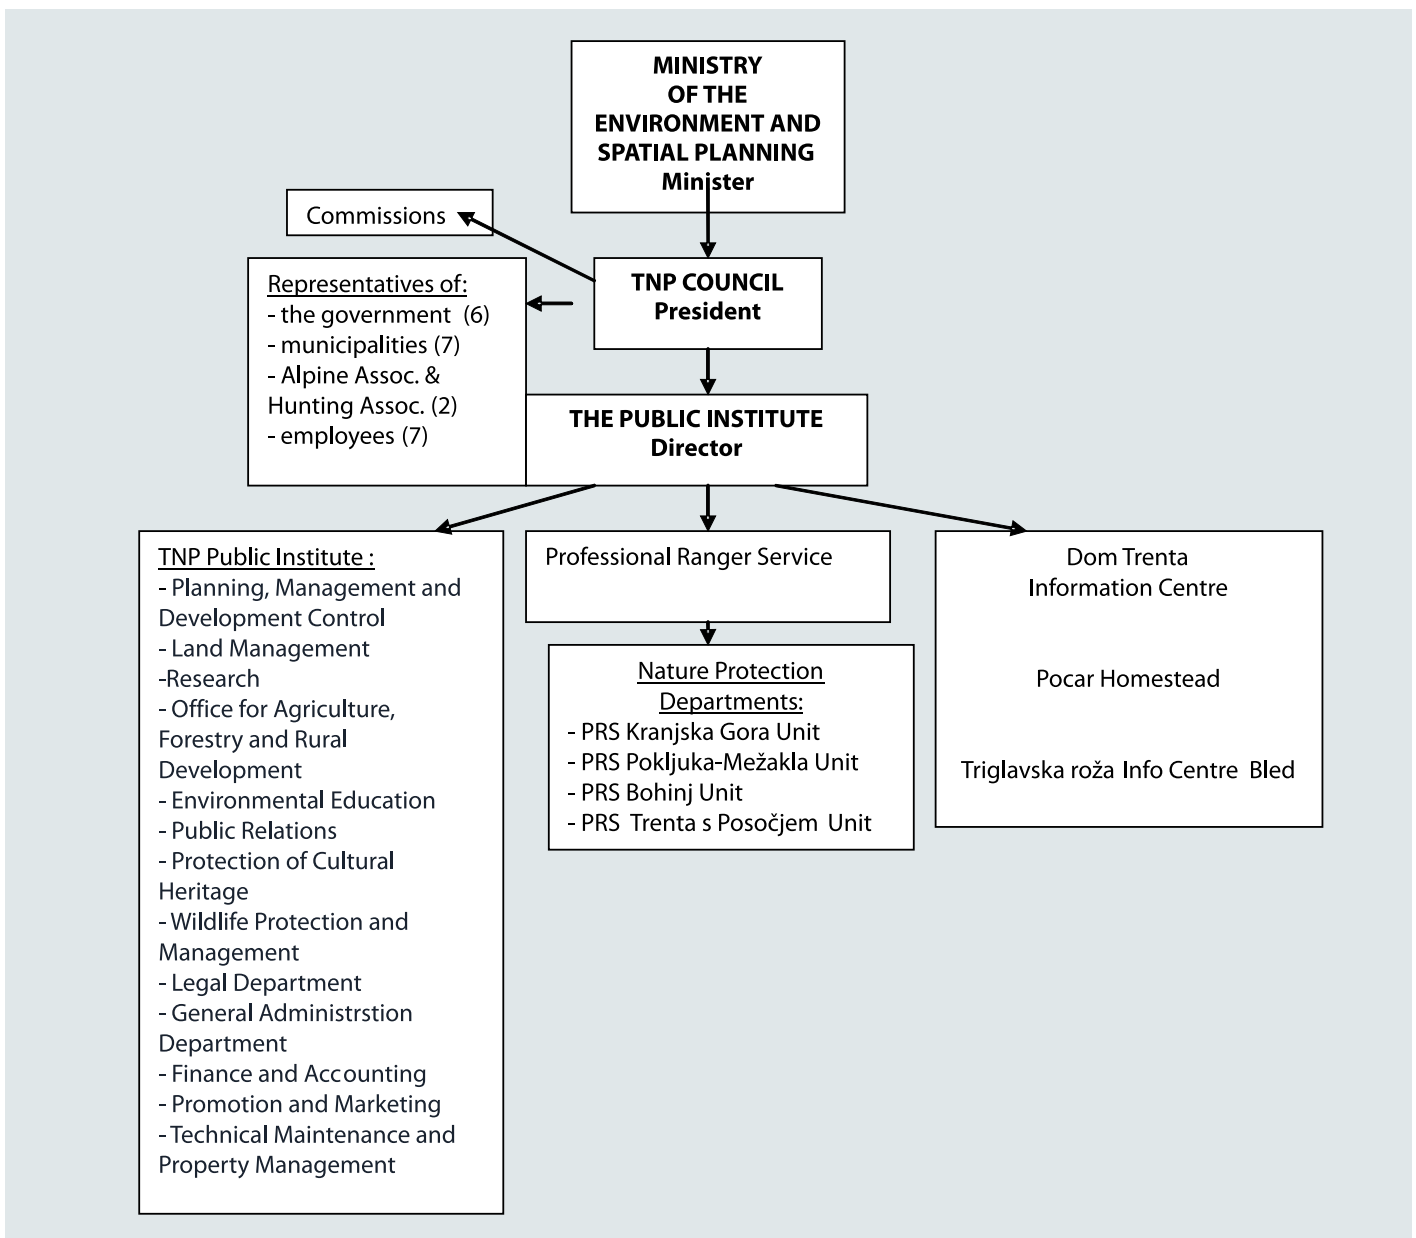 MINISTRY
OF THE
ENVIRONMENT AND
SPATIAL PLANNING
Minister
Commissions
TNP COUNCIL
President
Representatives of:
- the government (6)
- municipalities (7)
- Alpine Assoc. &
Hunting Assoc. (2)
- employees (7)
THE PUBLIC INSTITUTE
Director
TNP Public Institute :
- Planning, Management and
Development Control
- Land Management
-Research
- Office for Agriculture,
Forestry and Rural
Development
- Environmental Education
- Public Relations
- Protection of Cultural
Heritage
- Wildlife Protection and
Management
- Legal Department
- General Administrstion
Department
- Finance and Accounting
- Promotion and Marketing
- Technical Maintenance and
Property Management
Professional Ranger Service
Nature Protection
Departments:
- PRS Kranjska Gora Unit
- PRS Pokljuka-Mežakla Unit
- PRS Bohinj Unit
- PRS Trenta s Posočjem Unit
Dom Trenta
Information Centre
Pocar Homestead
Triglavska roža Info Centre Bled